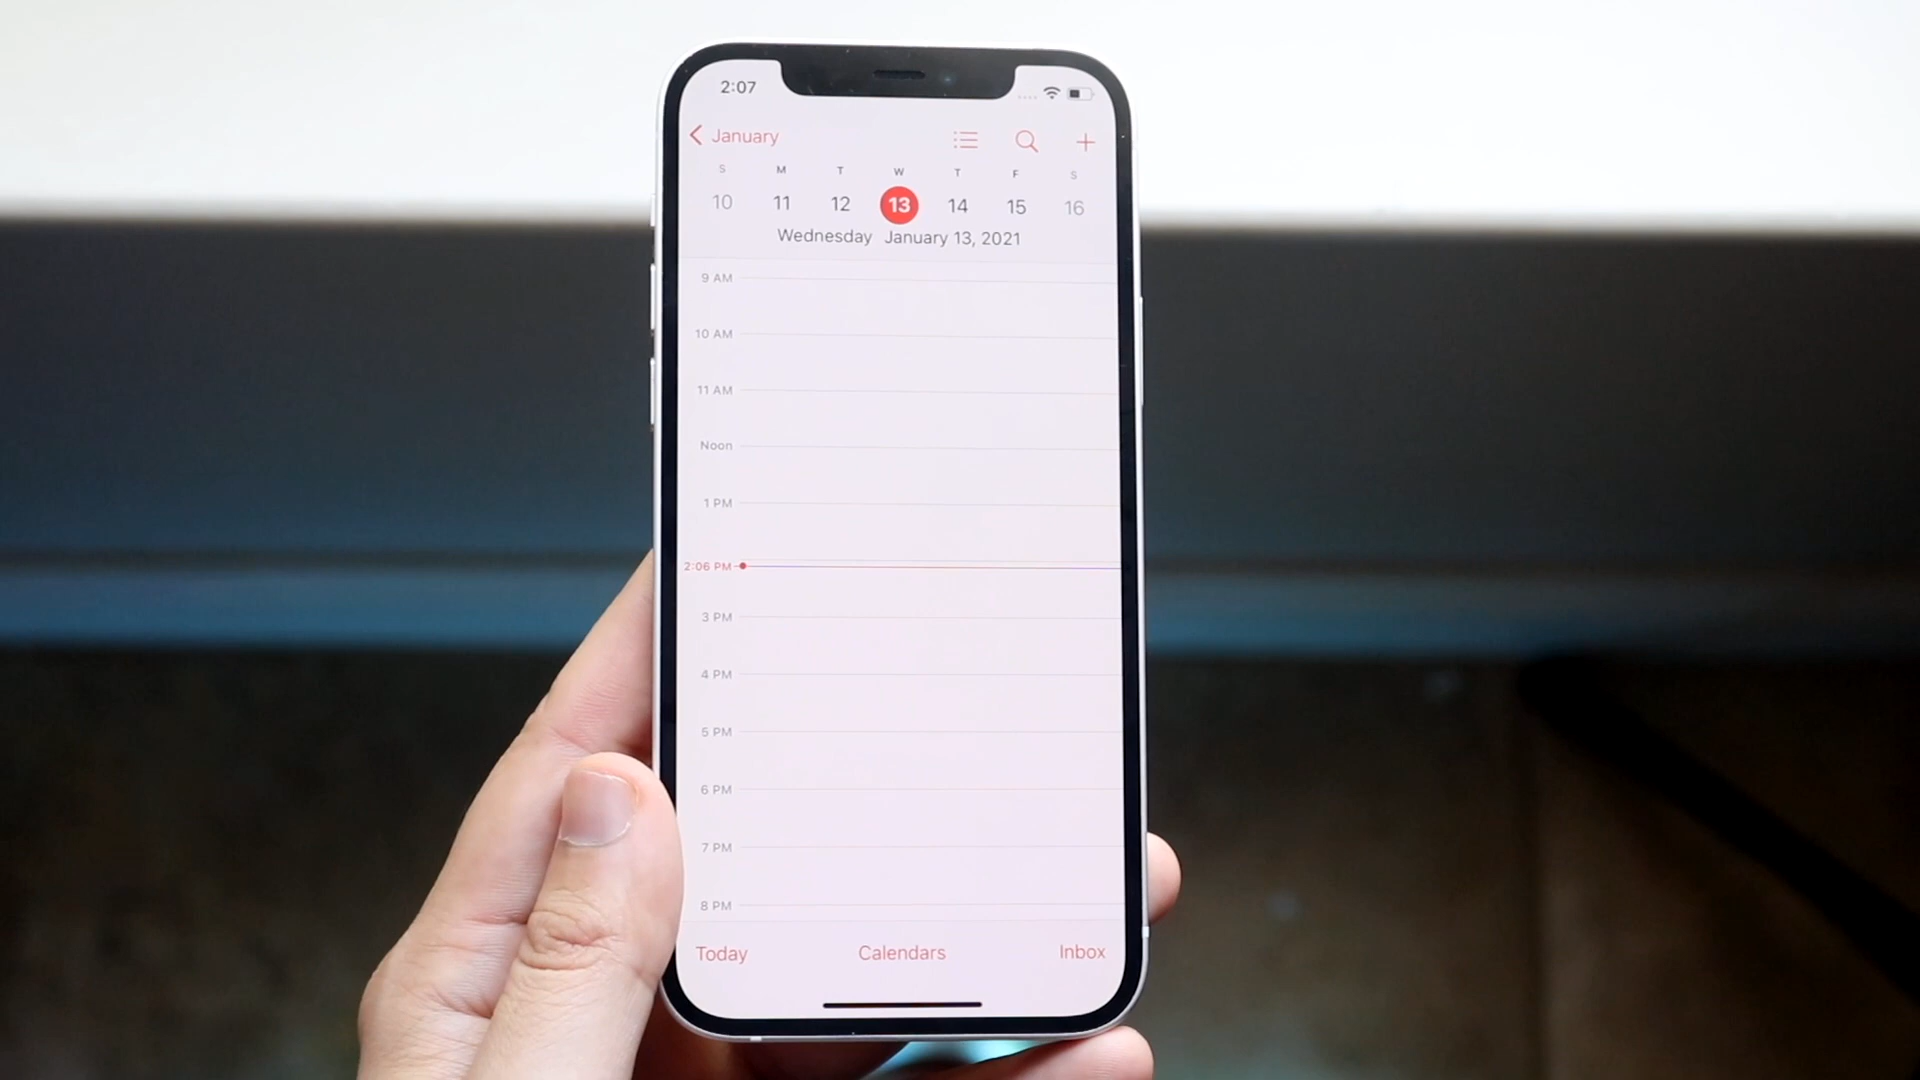 2:07
January
S M T W T F S
10 11 12 13 14 15 16
Wednesday January 13, 2021
9 AM
10 AM
11 AM
Noon
1 PM
2:06 PM
3 PM
4 PM
5 PM
6 PM
7 PM
8 PM
Today Calendars Inbox